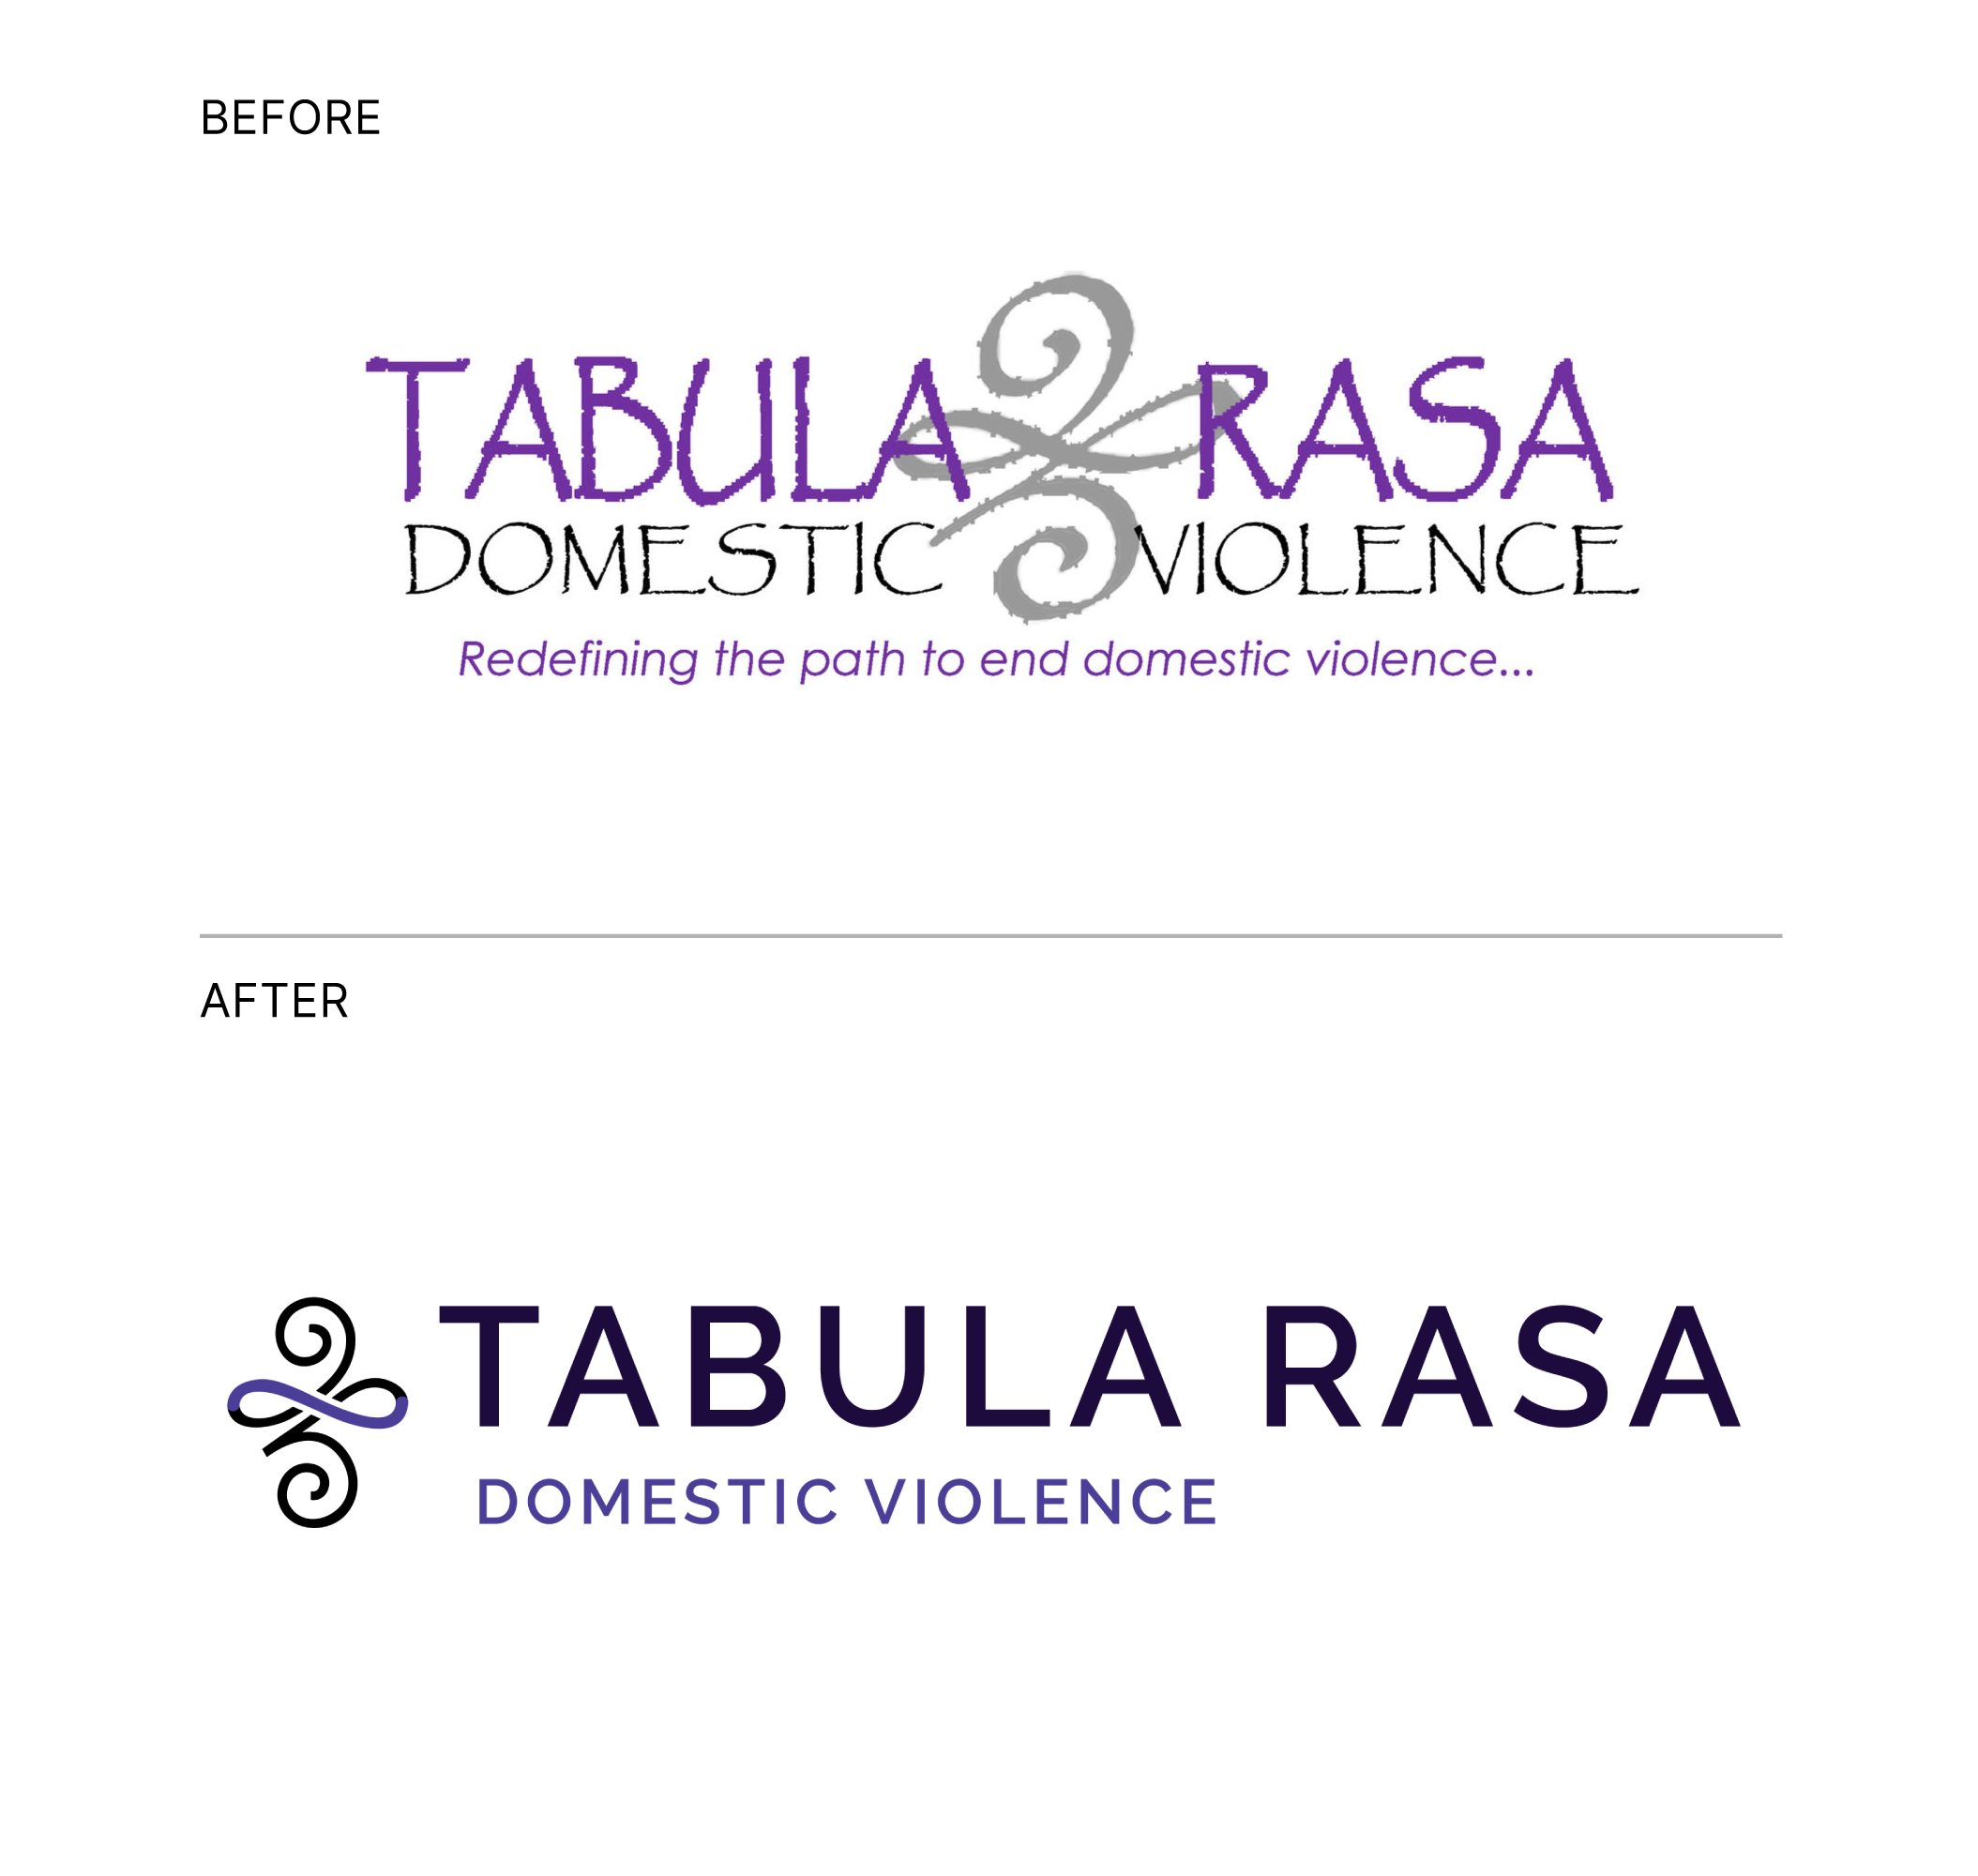 BEFORE
TABULA RASA
DOMESTIC VIOLENCE
Redefining the path to end domestic violence...
AFTER
TABULA RASA
DOMESTIC VIOLENCE